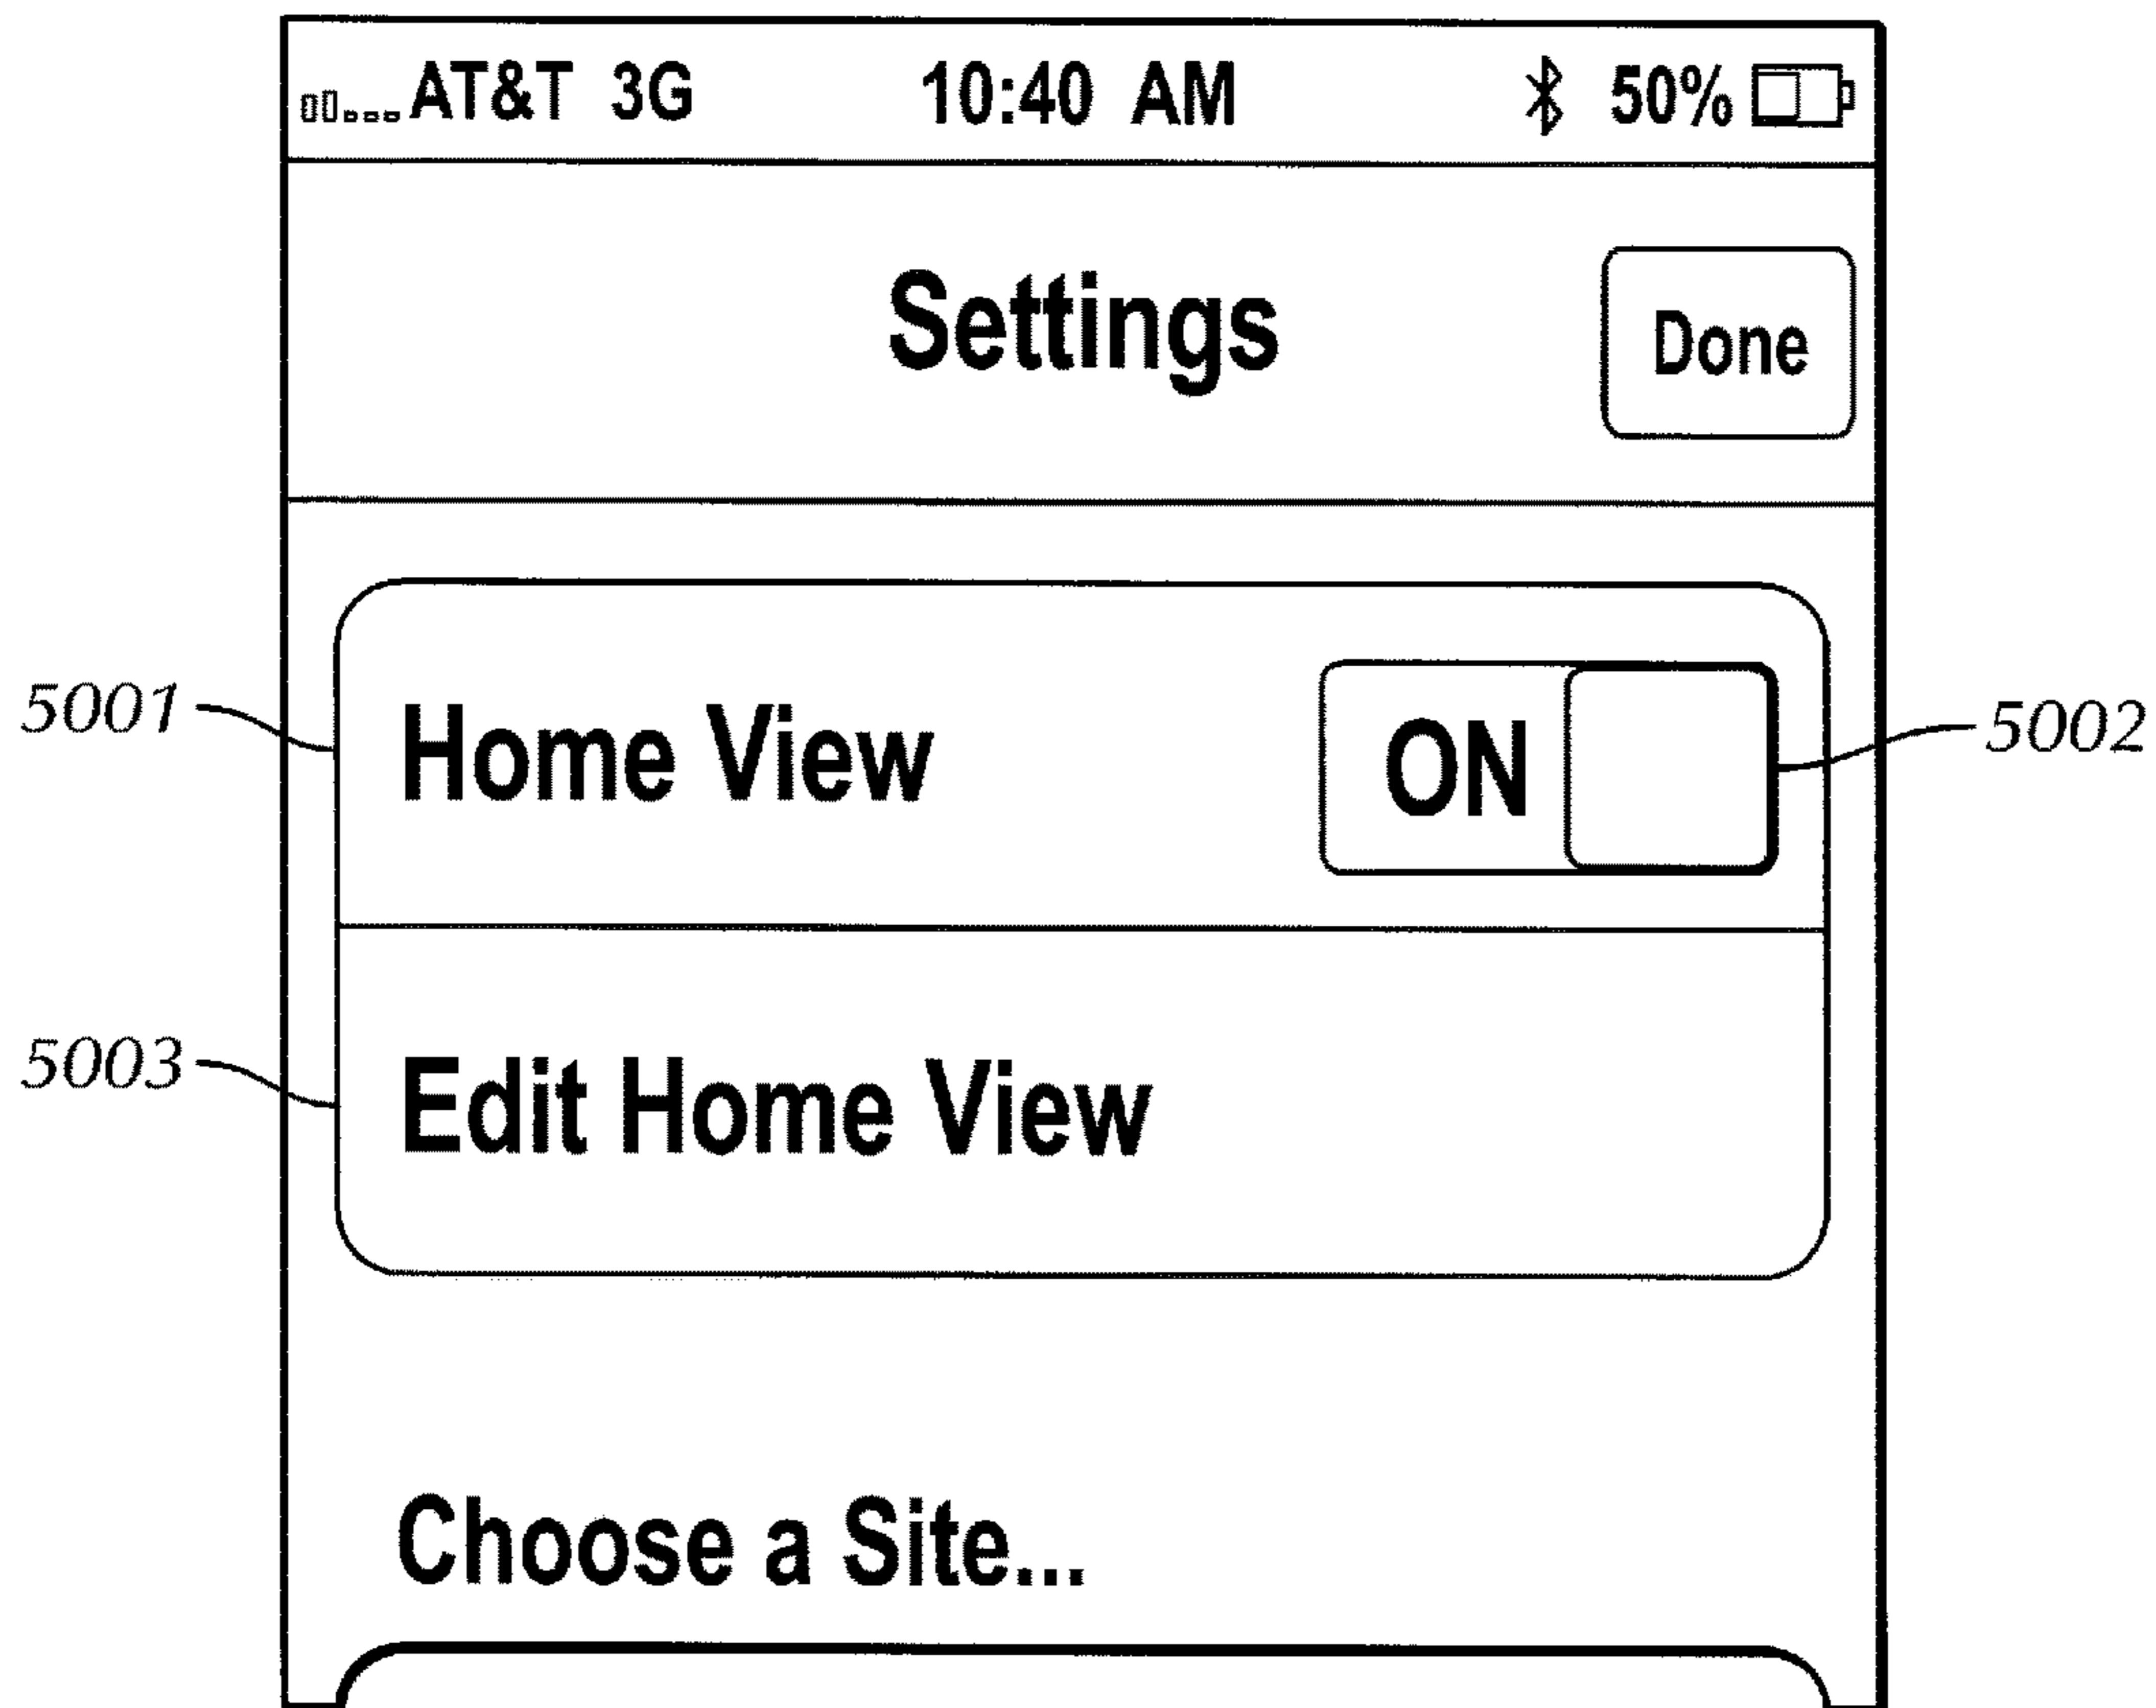 AT&T 3G 10:40 AM 50%
Settings Done
5001 Home View ON 5002
5003 Edit Home View
Choose a Site...